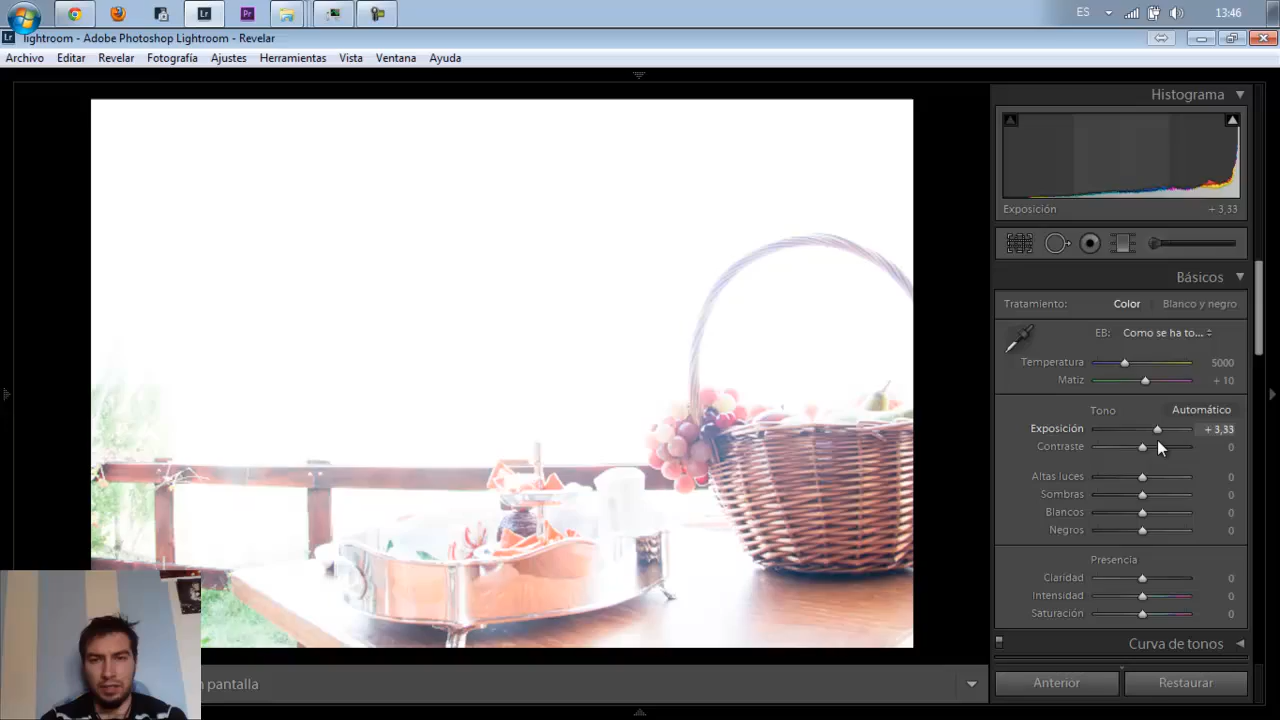 ES
13:46
lightroom - Adobe Photoshop Lightroom - Revelar
Archivo Editar Revelar Fotografía Ajustes Herramientas Vista Ventana Ayuda
Histograma
Exposición + 3,33
Básicos
Tratamiento: Color Blanco y negro
EB: Como se ha to...
Temperatura 5000
Matiz + 10
Tono Automático
Exposición + 3,33
Contraste 0
Altas luces 0
Sombras 0
Blancos 0
Negros 0
Presencia
Claridad 0
Intensidad 0
Saturación 0
Curva de tonos
n pantalla
Anterior Restaurar